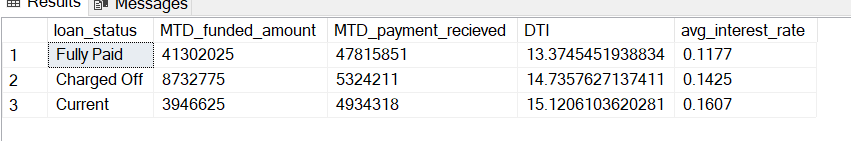 Results Messages
loan_status MTD_funded_amount MTD_payment_recieved DTI avg_interest_rate
1 Fully Paid 41302025 47815851 13.3745451938834 0.1177
2 Charged Off 8732775 5324211 14.7357627137411 0.1425
3 Current 3946625 4934318 15.1206103620281 0.1607